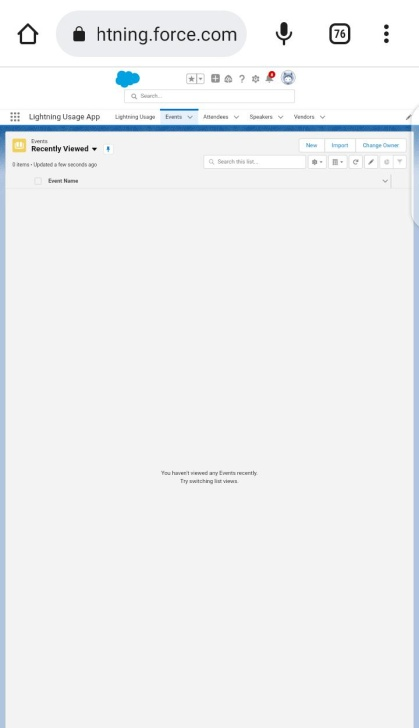 htning.force.com
76
Search...
Lightning Usage App
Lightning Usage
Events
Attendees
Speakers
Vendors
Events
Recently Viewed
New
Import
Change Owner
0 items • Updated a few seconds ago
Search this list...
Event Name
You haven't viewed any Events recently.
Try switching list views.